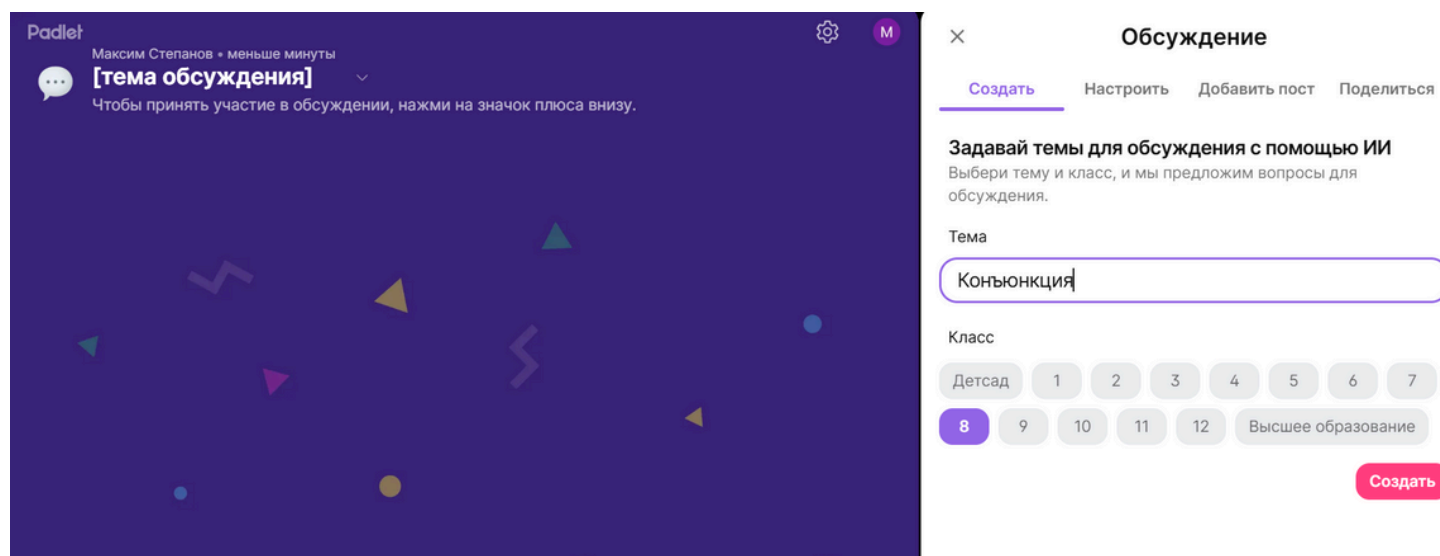 Padlet
Максим Степанов • меньше минуты
[тема обсуждения]
Чтобы принять участие в обсуждении, нажми на значок плюса внизу.
М
Обсуждение
Создать Настроить Добавить пост Поделиться
Задавай темы для обсуждения с помощью ИИ
Выбери тему и класс, и мы предложим вопросы для
обсуждения.
Тема
Конъюнкция
Класс
Детсад 1 2 3 4 5 6 7
8 9 10 11 12 Высшее образование
Создать